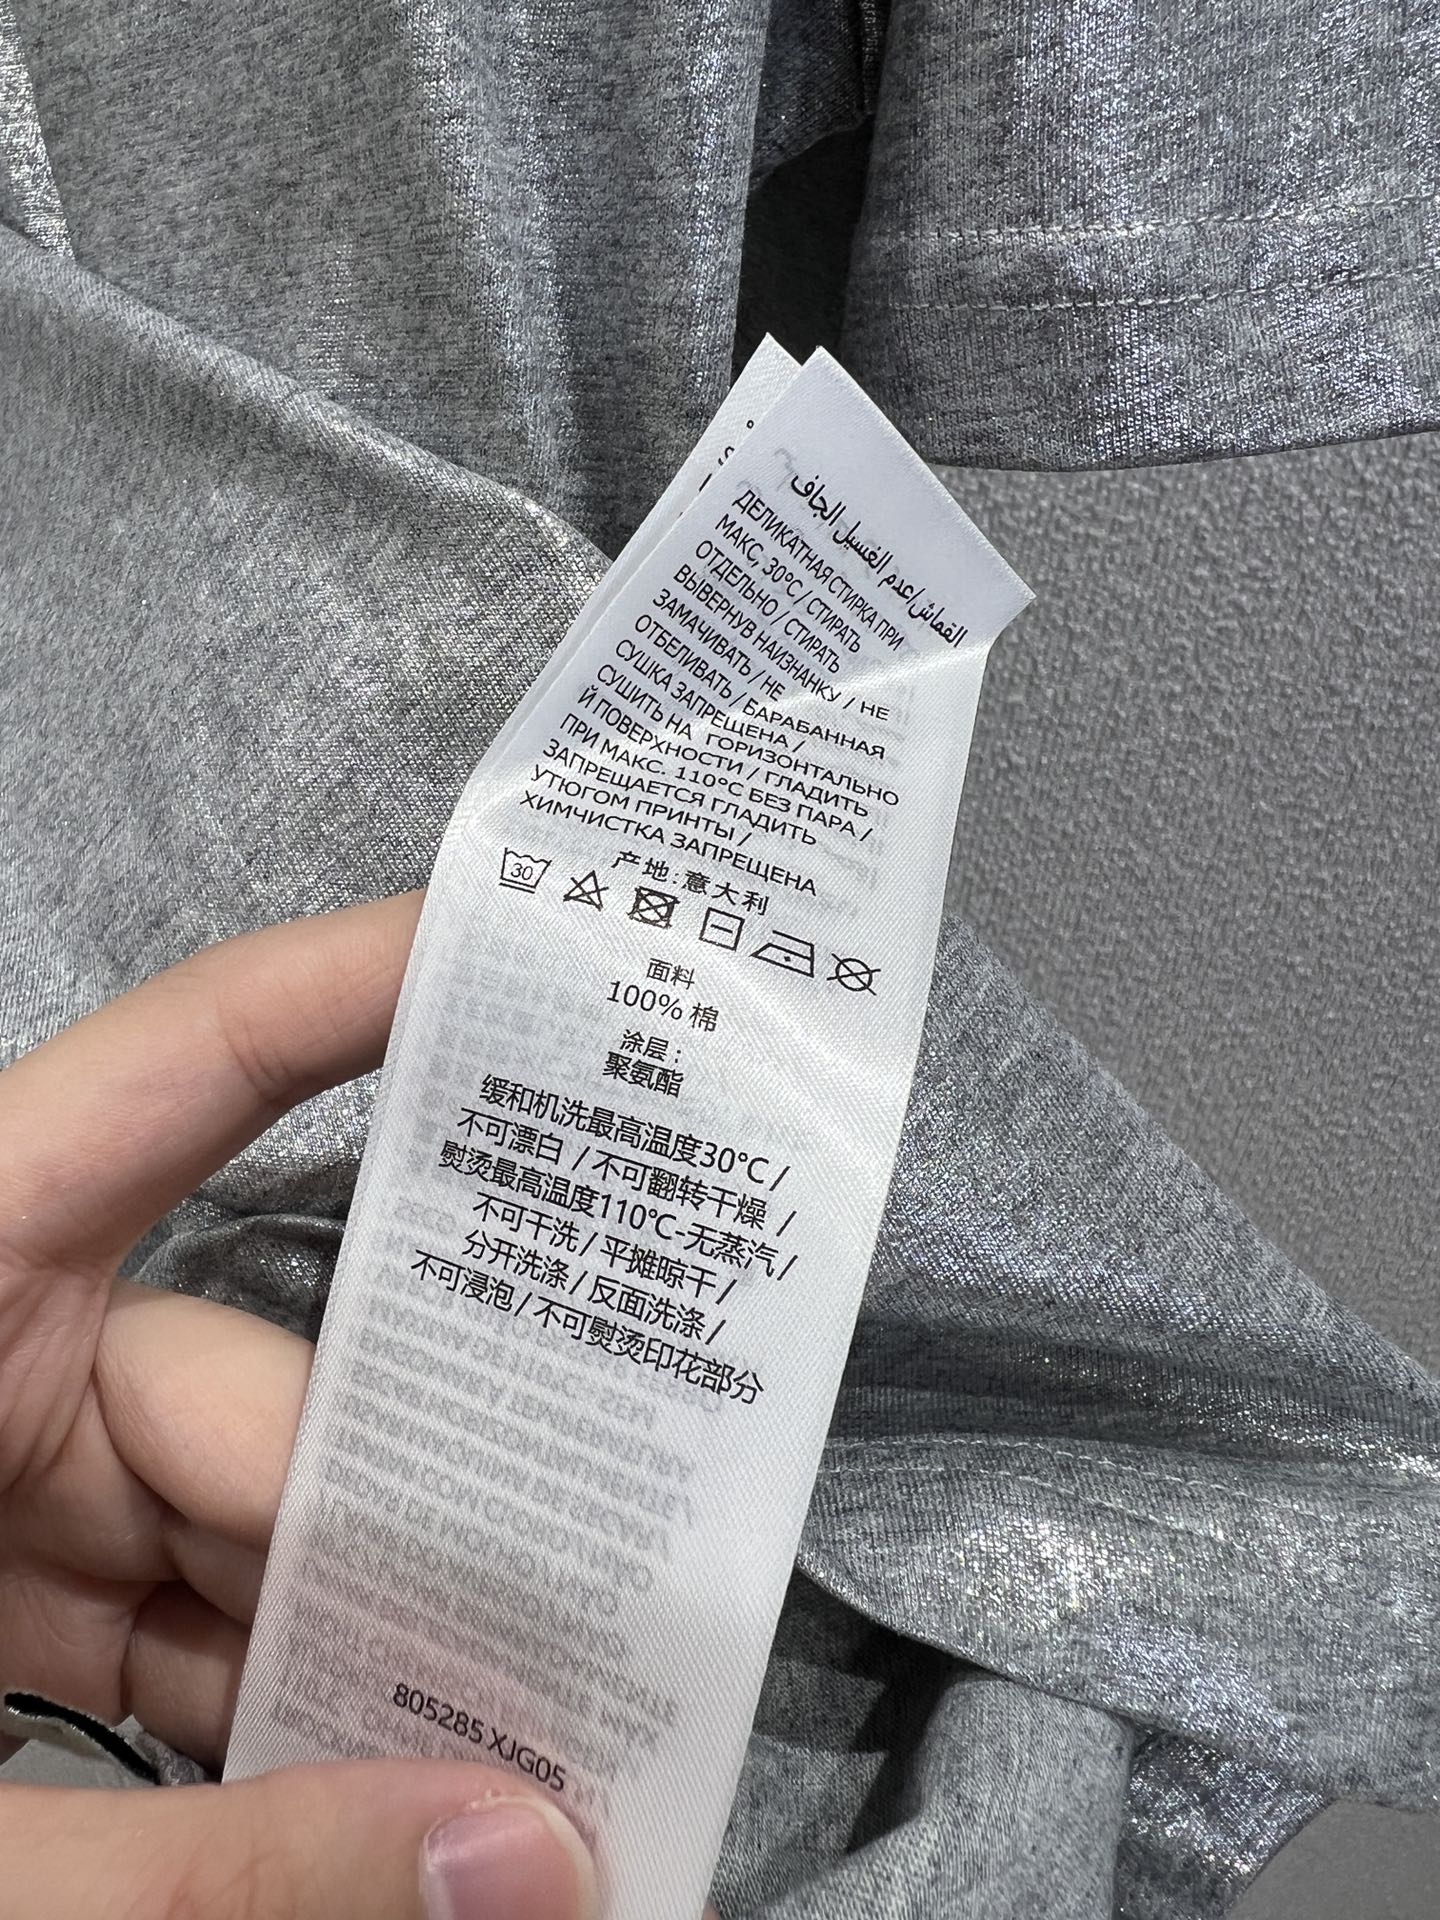 القماش/عدم الغسيل الجاف
ДЕЛИКАТНАЯ СТИРКА ПРИ
МАКС, 30°C / СТИРАТЬ
ОТДЕЛЬНО / СТИРАТЬ
ВЫВЕРНУВ НАИЗНАНКУ / НЕ
ЗАМАЧИВАТЬ / НЕ
ОТБЕЛИВАТЬ / БАРАБАННАЯ
СУШКА ЗАПРЕЩЕНА /
СУШИТЬ НА ГОРИЗОНТАЛЬНО
Й ПОВЕРХНОСТИ / ГЛАДИТЬ
ПРИ МАКС. 110°C БЕЗ ПАРА /
ЗАПРЕЩАЕТСЯ ГЛАДИТЬ
УТЮГОМ ПРИНТЫ /
ХИМЧИСТКА ЗАПРЕЩЕНА
产地:意大利
30
面料
100% 棉
涂层:
聚氨酯
缓和机洗最高温度30°C /
不可漂白 / 不可翻转干燥 /
熨烫最高温度110°C-无蒸汽 /
不可干洗 / 平摊晾干 /
分开洗涤 / 反面洗涤 /
不可浸泡 / 不可熨烫印花部分
805285 XJG05